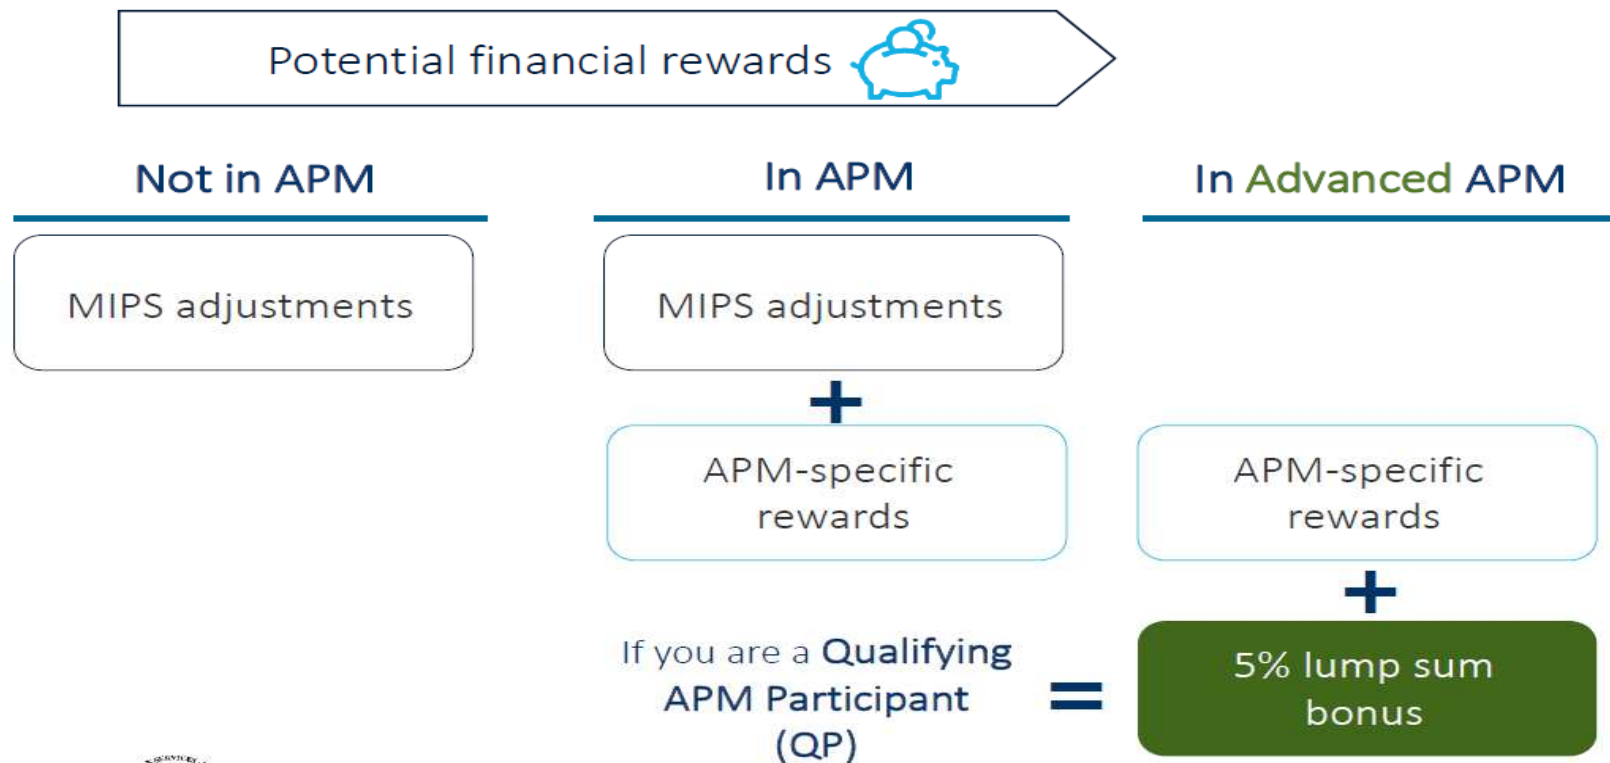 Potential financial rewards
Not in APM
In APM
In Advanced APM
MIPS adjustments
MIPS adjustments
+
APM-specific
rewards
APM-specific
rewards
+
If you are a Qualifying
APM Participant
(QP)
=
5% lump sum
bonus